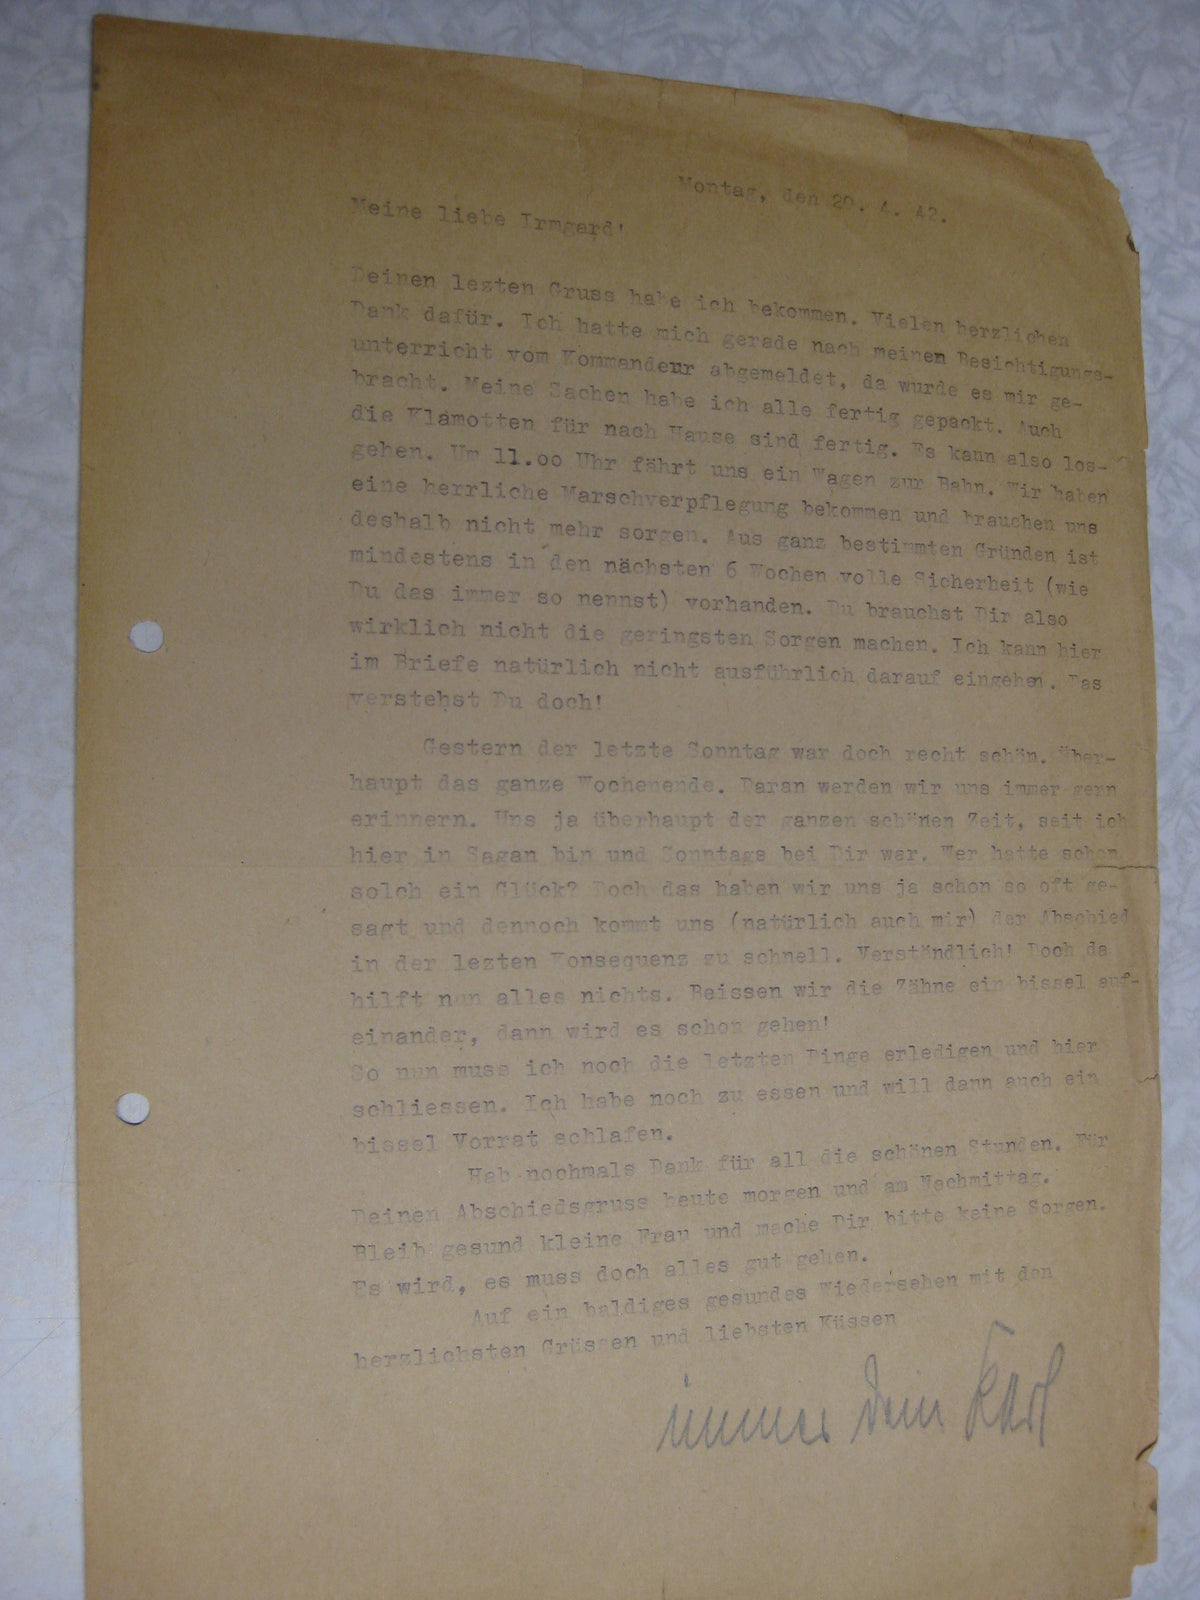 Montag, den 20. 4. 42.
Meine liebe Irmgard!
Deinen lezten Gruss habe ich bekommen. Vielen herzlichen
Dank dafür. Ich hatte mich gerade nach meinen Besichtigungs-
unterricht vom Kommandeur abgemeldet, da wurde es mir ge-
bracht. Meine Sachen habe ich alle fertig gepackt. Auch
die Klamotten für nach Hause sind fertig. Es kann also los-
gehen. Um 11.oo Uhr fährt uns ein Wagen zur Bahn. Wir haben
eine herrliche Marschverpflegung bekommen und brauchen uns
deshalb nicht mehr sorgen. Aus ganz bestimmten Gründen ist
mindestens in den nächsten 6 Wochen volle Sicherheit (wie
Du das immer so nennst) vorhanden. Du brauchst Dir also
wirklich nicht die geringsten Sorgen machen. Ich kann hier
im Briefe natürlich nicht ausführlich darauf eingehen. Das
verstehst Du doch!
Gestern der letzte Sonntag war doch recht schön. Über-
haupt das ganze Wochenende. Daran werden wir uns immer gern
erinnern. Uns ja überhaupt der ganzen schönen Zeit, seit ich
hier in Sagan bin und Sonntags bei Dir war. Wer hatte schon
solch ein Glück? Doch das haben wir uns ja schon so oft ge-
sagt und dennoch kommt uns (natürlich auch mir) der Abschied
in der lezten Konsequenz zu schnell. Verständlich! Doch da
hilft nun alles nichts. Beissen wir die Zähne ein bissel auf-
einander, dann wird es schon gehen!
So nun muss ich noch die letzten Dinge erledigen und hier
schliessen. Ich habe noch zu essen und will dann auch ein
bissel Vorrat schlafen.
Hab nochmals Dank für all die schönen Stunden. Für
Deinen Abschiedsgruss heute morgen und am Nachmittag.
Bleib gesund kleine Frau und mache Dir bitte keine Sorgen.
Es wird, es muss doch alles gut gehen.
Auf ein baldiges gesundes Wiedersehen mit den
herzlichsten Grüssen und liebsten Küssen
immer Dein Karl